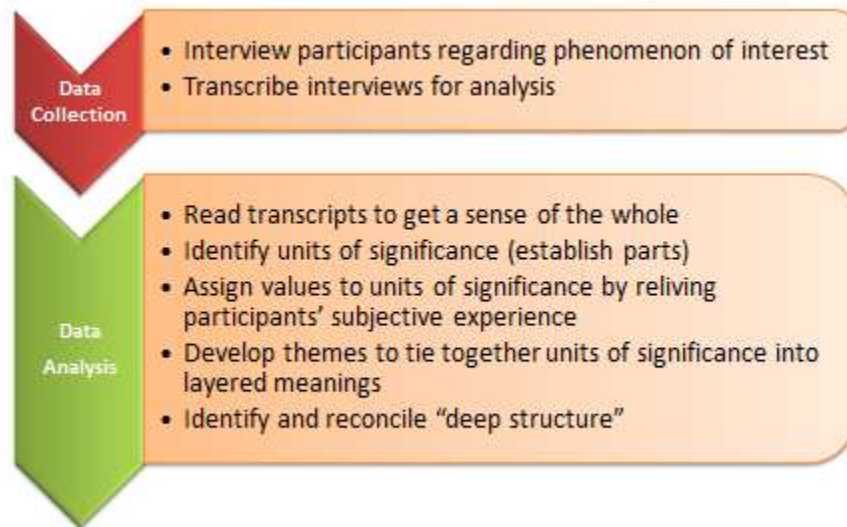 Data
Collection
• Interview participants regarding phenomenon of interest
• Transcribe interviews for analysis
Data
Analysis
• Read transcripts to get a sense of the whole
• Identify units of significance (establish parts)
• Assign values to units of significance by reliving
participants’ subjective experience
• Develop themes to tie together units of significance into
layered meanings
• Identify and reconcile “deep structure”